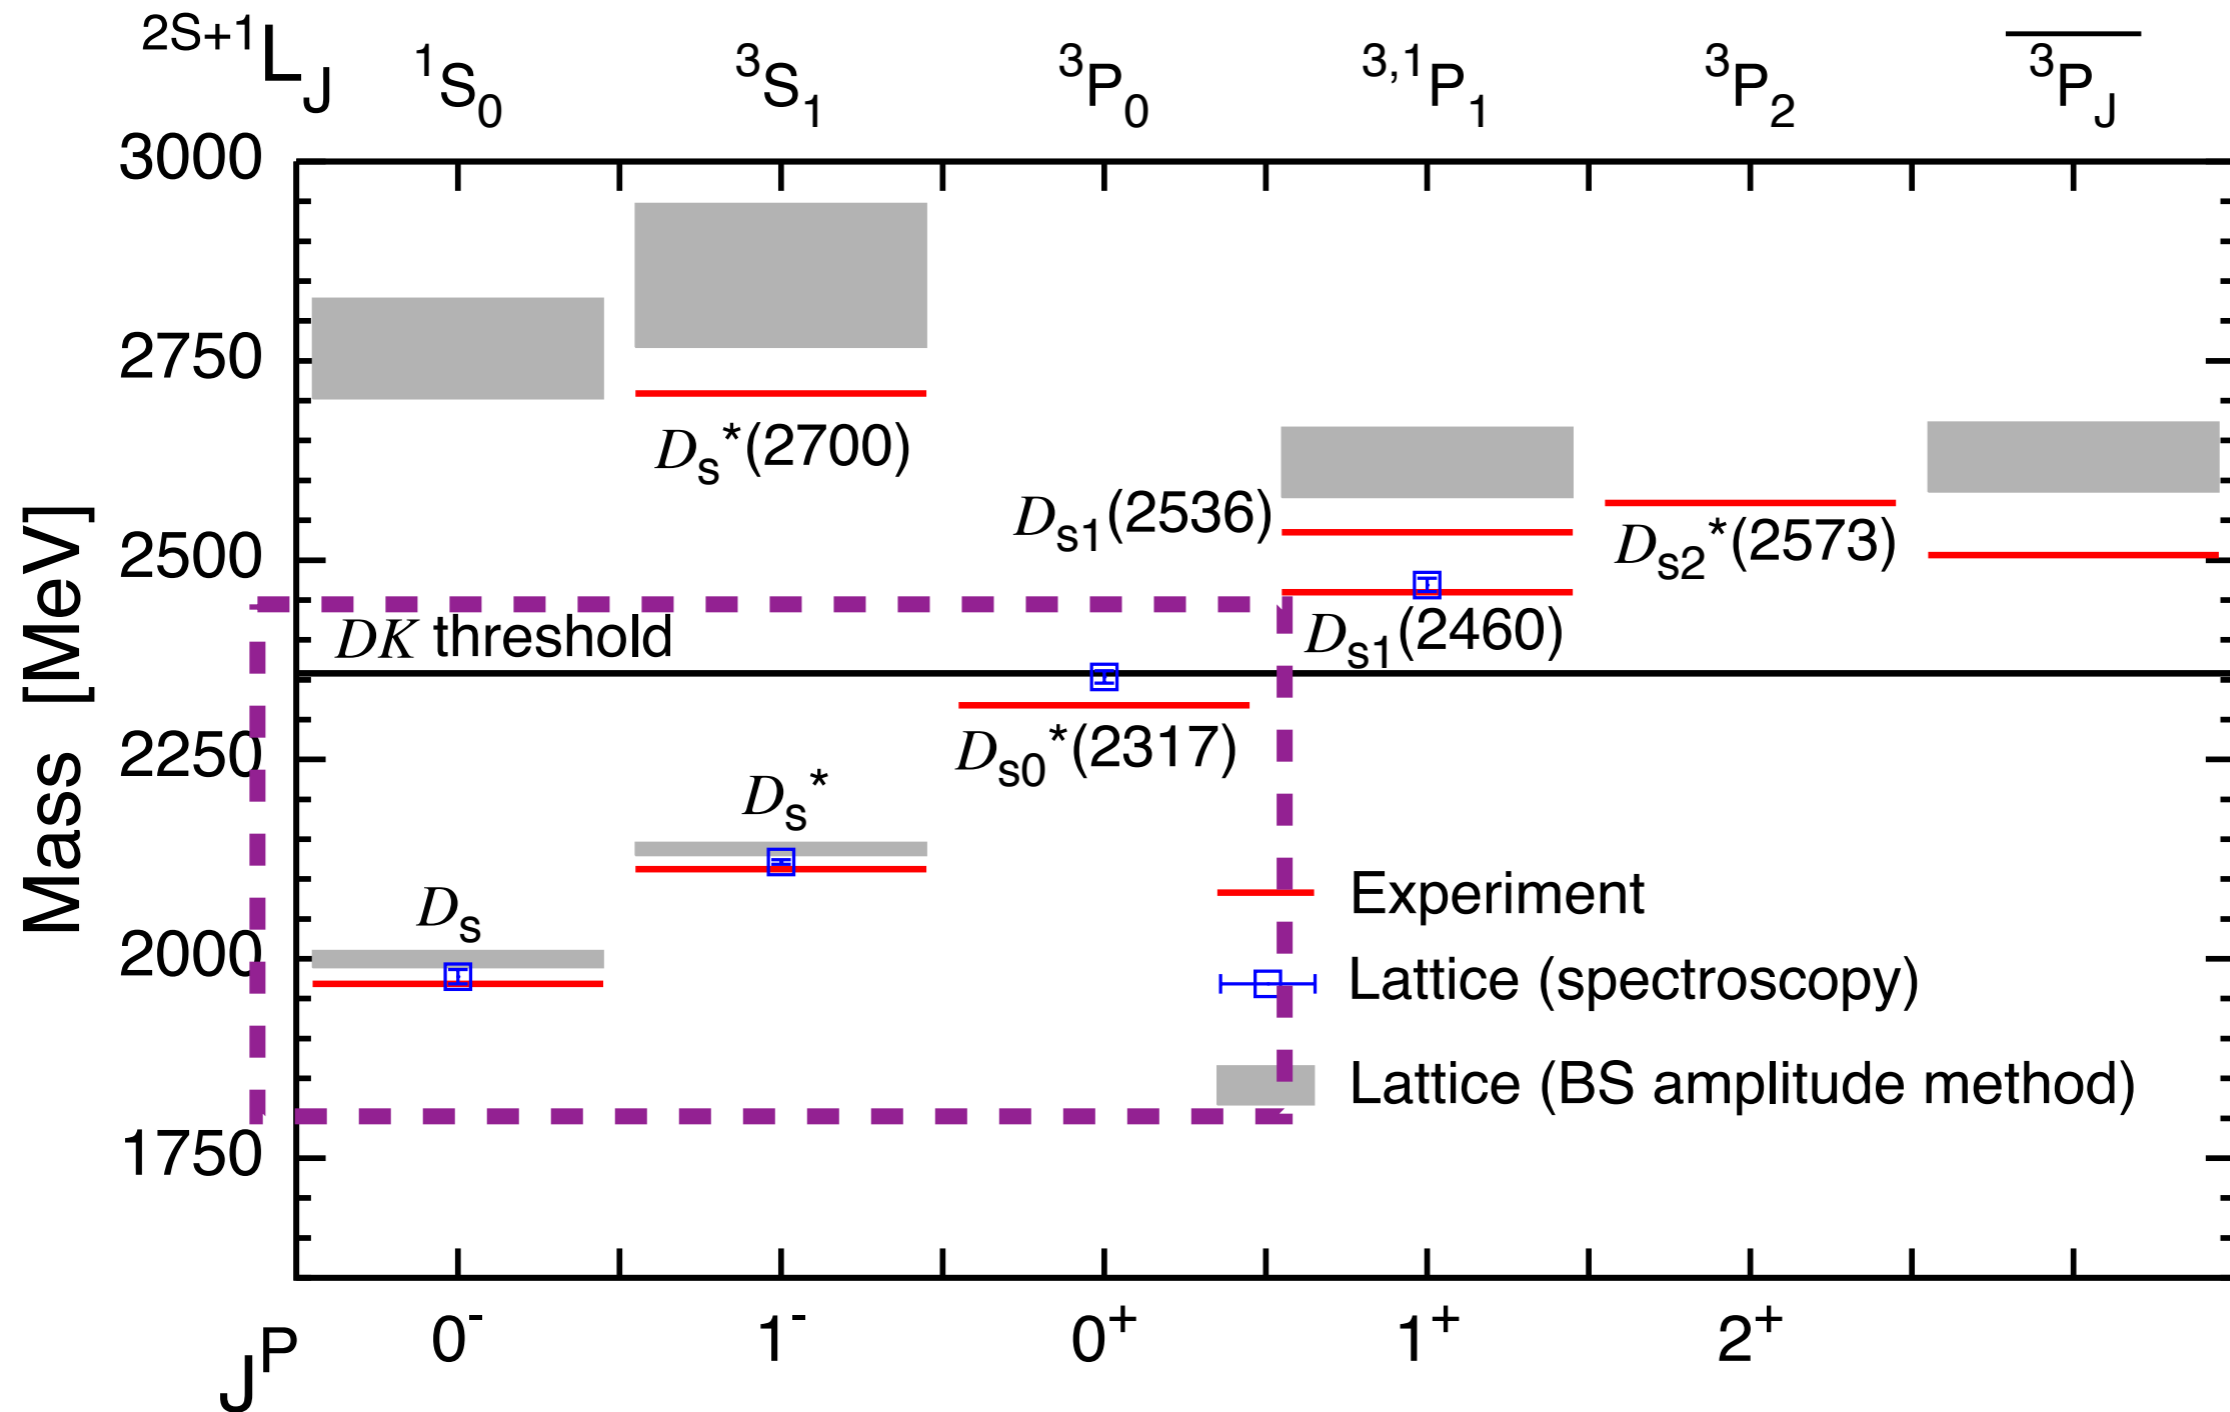 ²ˢ⁺¹L_J ¹S₀ ³S₁ ³P₀ ³,¹P₁ ³P₂ ³P_J
3000
2750
2500
2250
2000
1750
Mass [MeV]
D_s*(2700)
D_s1(2536)
D_s2*(2573)
DK threshold
D_s1(2460)
D_s0*(2317)
D_s*
D_s
Experiment
Lattice (spectroscopy)
Lattice (BS amplitude method)
J^P 0⁻ 1⁻ 0⁺ 1⁺ 2⁺